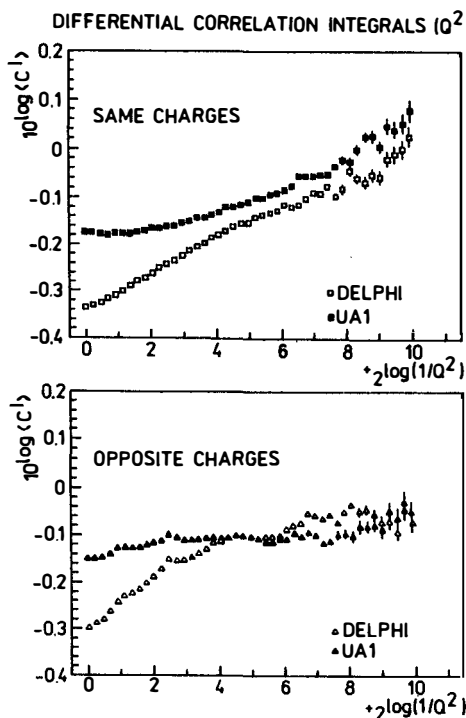 DIFFERENTIAL CORRELATION INTEGRALS (Q²
¹⁰log⟨C^I⟩
0.2
0.1
0
-0.1
-0.2
-0.3
-0.4
SAME CHARGES
□ DELPHI
■ UA1
0 2 4 6 8 10
+₂log(1/Q²)
¹⁰log⟨C^I⟩
0.2
0.1
0
-0.1
-0.2
-0.3
-0.4
OPPOSITE CHARGES
△ DELPHI
▲ UA1
0 2 4 6 8 10
+₂log(1/Q²)